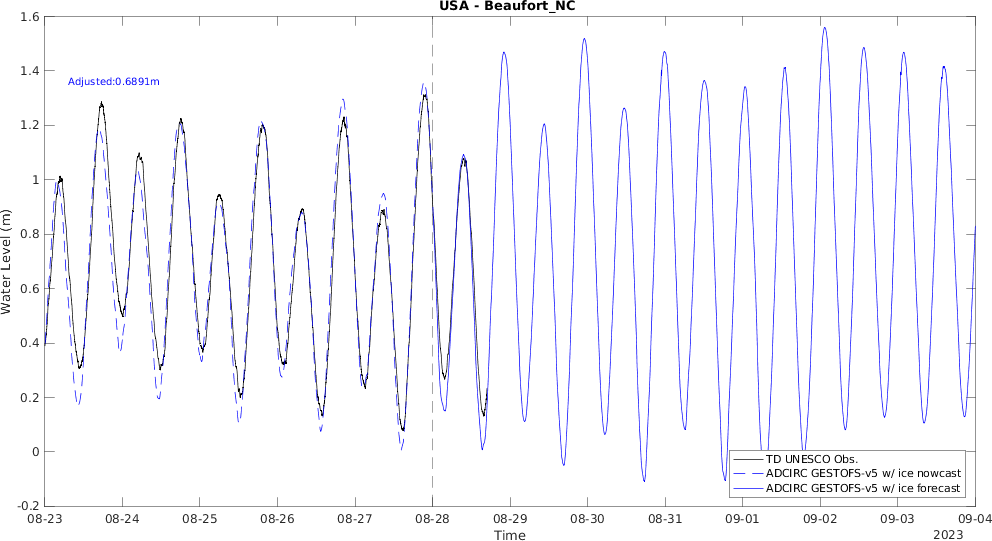 USA - Beaufort_NC
1.6
1.4
1.2
1
0.8
0.6
0.4
0.2
0
-0.2
Water Level (m)
Adjusted:0.6891m
TD UNESCO Obs.
ADCIRC GESTOFS-v5 w/ ice nowcast
ADCIRC GESTOFS-v5 w/ ice forecast
08-23 08-24 08-25 08-26 08-27 08-28 08-29 08-30 08-31 09-01 09-02 09-03 09-04
Time
2023